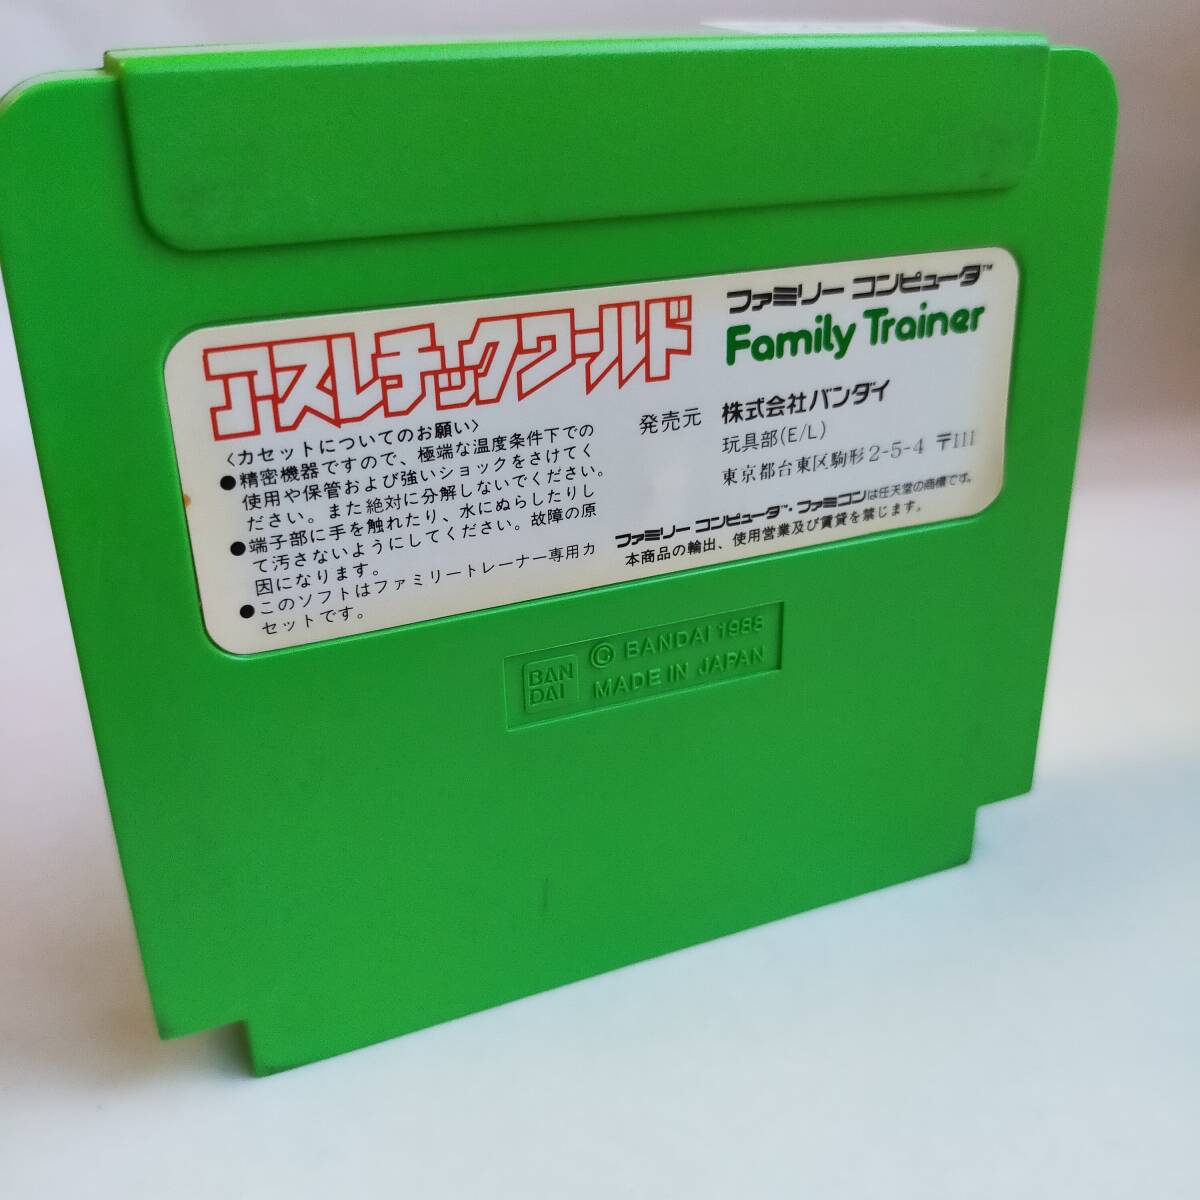 アスレチックワールド
〈カセットについてのお願い〉
●精密機器ですので、極端な温度条件下での
使用や保管および強いショックをさけてく
ださい。また絶対に分解しないでください。
●端子部に手を触れたり、水にぬらしたりし
て汚さないようにしてください。故障の原
因になります。
●このソフトはファミリートレーナー専用カ
セットです。
ファミリー コンピュータ™
Family Trainer
発売元 株式会社バンダイ
玩具部(E/L)
東京都台東区駒形2-5-4 〒111
ファミリー コンピュータ™・ファミコンは任天堂の商標です。
本商品の輸出、使用営業及び賃貸を禁じます。
BAN
DAI
© BANDAI 1988
MADE IN JAPAN